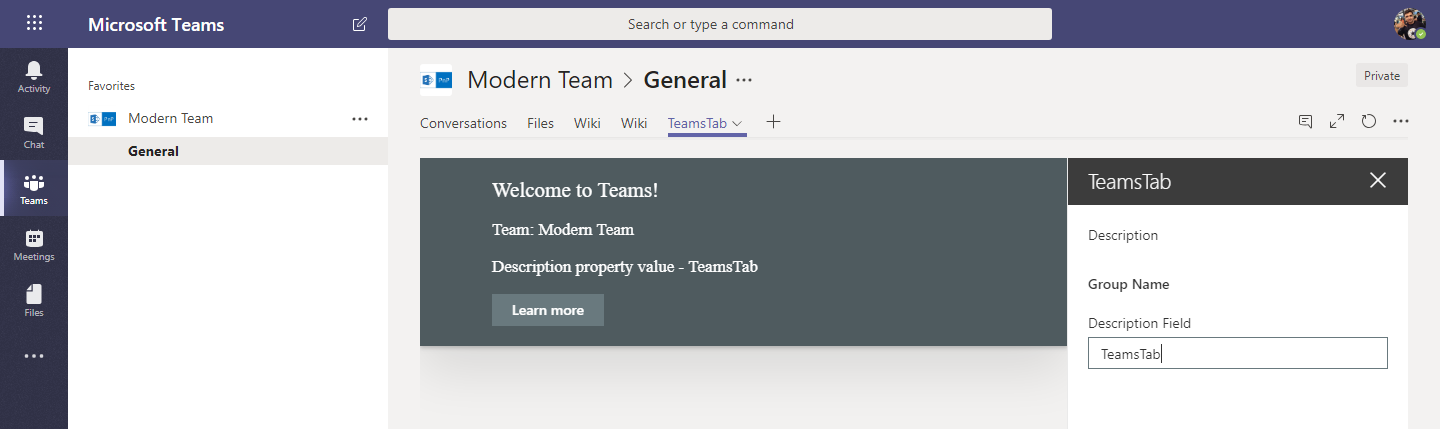 Microsoft Teams
Search or type a command
Activity
Chat
Teams
Meetings
Files
Favorites
Modern Team
General
Modern Team > General
Private
Conversations Files Wiki Wiki TeamsTab
Welcome to Teams!
Team: Modern Team
Description property value - TeamsTab
Learn more
TeamsTab
Description
Group Name
Description Field
TeamsTab